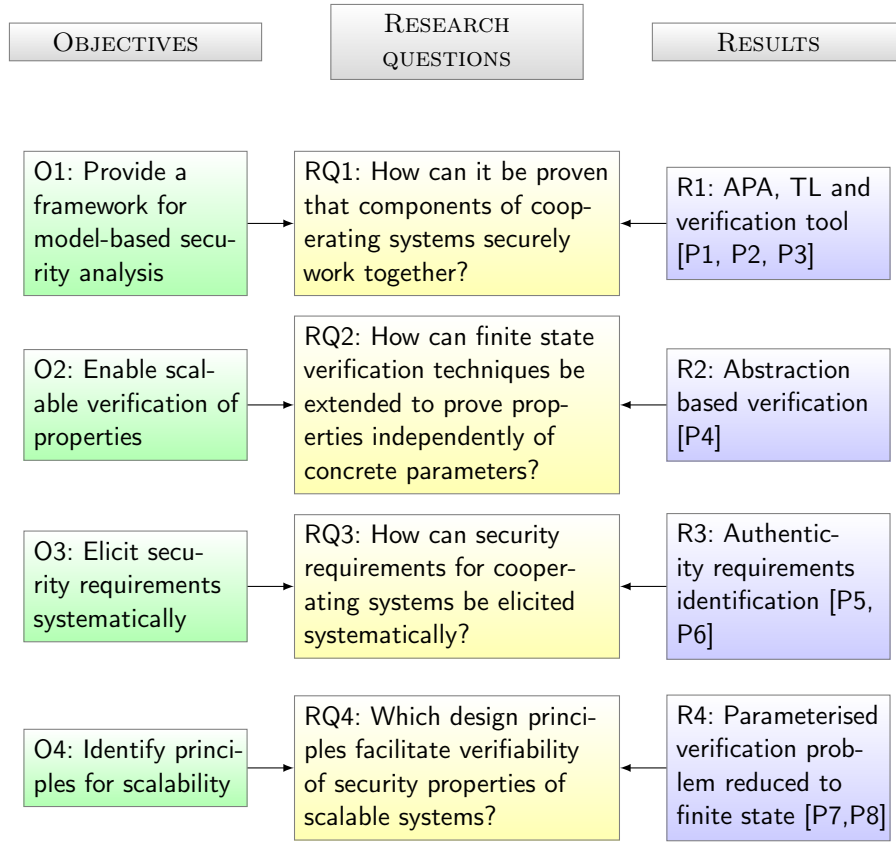 OBJECTIVES
RESEARCH
QUESTIONS
RESULTS
O1: Provide a
framework for
model-based secu-
rity analysis
RQ1: How can it be proven
that components of coop-
erating systems securely
work together?
R1: APA, TL and
verification tool
[P1, P2, P3]
O2: Enable scal-
able verification of
properties
RQ2: How can finite state
verification techniques be
extended to prove prop-
erties independently of
concrete parameters?
R2: Abstraction
based verification
[P4]
O3: Elicit secu-
rity requirements
systematically
RQ3: How can security
requirements for cooper-
ating systems be elicited
systematically?
R3: Authentic-
ity requirements
identification [P5,
P6]
O4: Identify princi-
ples for scalability
RQ4: Which design princi-
ples facilitate verifiability
of security properties of
scalable systems?
R4: Parameterised
verification prob-
lem reduced to
finite state [P7,P8]